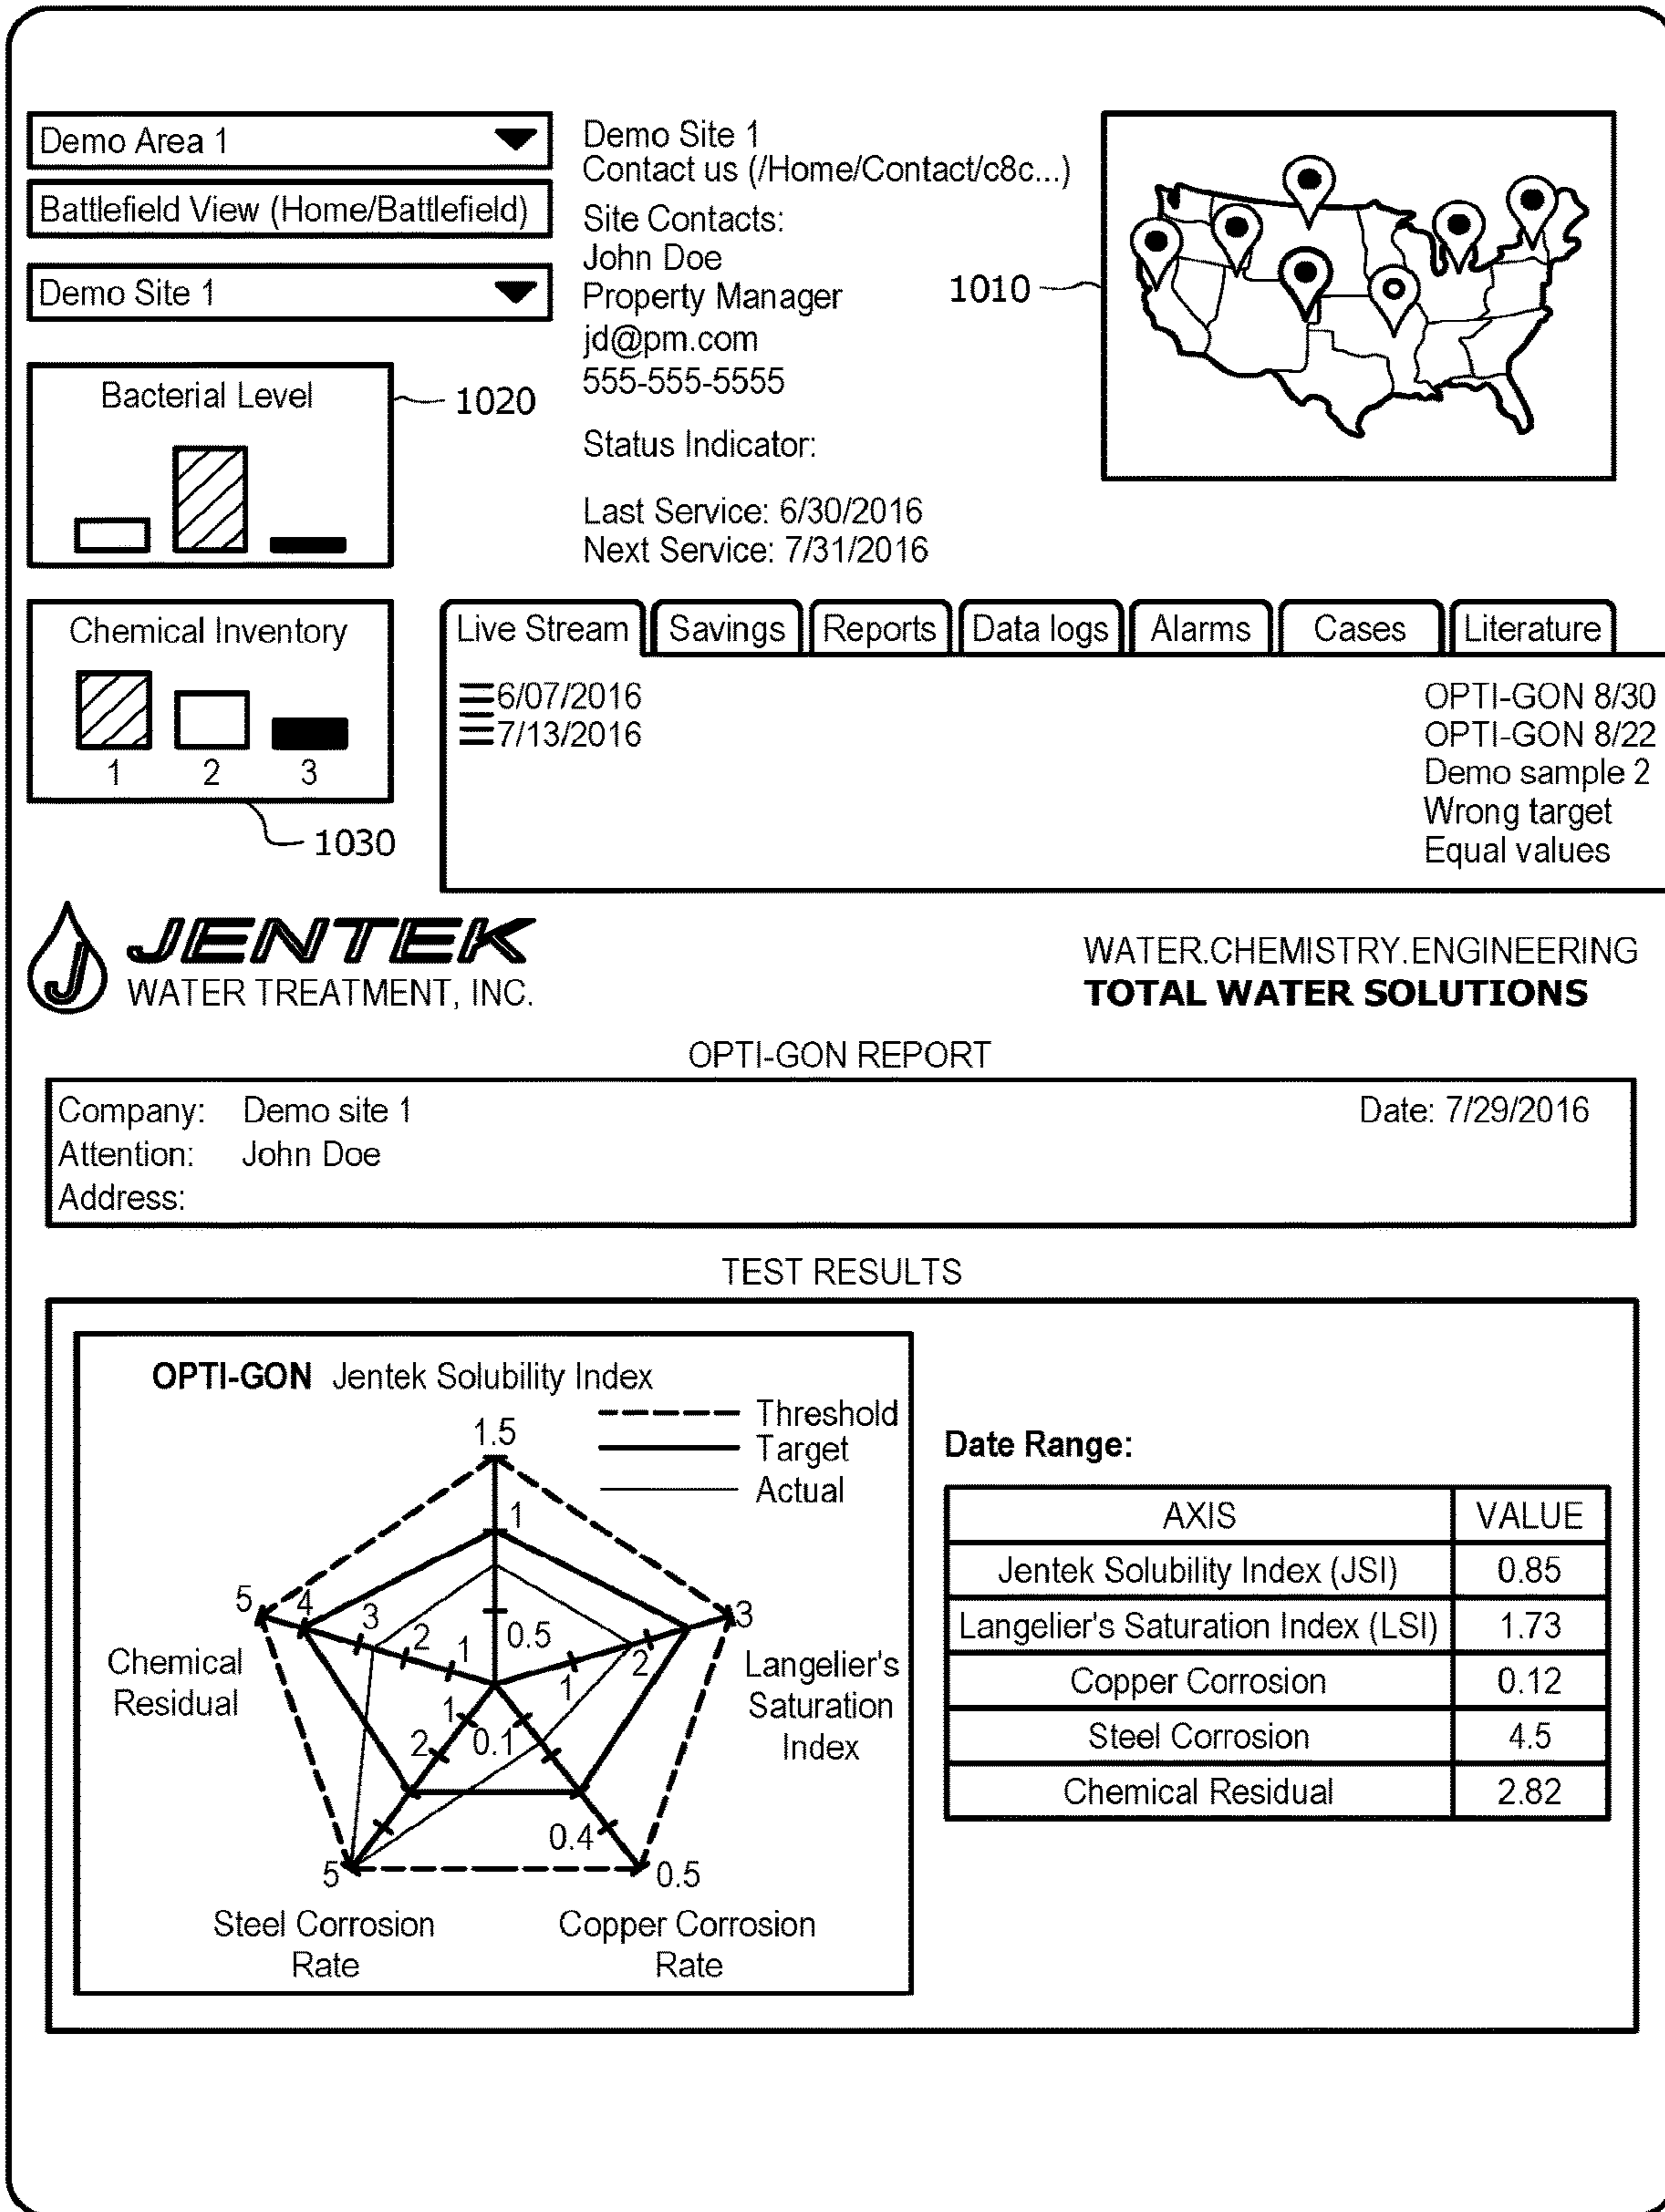 Demo Area 1
Battlefield View (Home/Battlefield)
Demo Site 1
Demo Site 1
Contact us (/Home/Contact/c8c...)
Site Contacts:
John Doe
Property Manager
jd@pm.com
555-555-5555
Status Indicator:
Last Service: 6/30/2016
Next Service: 7/31/2016
1010
Bacterial Level
1020
Chemical Inventory
1 2 3
1030
Live Stream Savings Reports Data logs Alarms Cases Literature
6/07/2016
7/13/2016
OPTI-GON 8/30
OPTI-GON 8/22
Demo sample 2
Wrong target
Equal values
J JENTEK
WATER TREATMENT, INC.
WATER.CHEMISTRY.ENGINEERING
TOTAL WATER SOLUTIONS
OPTI-GON REPORT
Company: Demo site 1 Date: 7/29/2016
Attention: John Doe
Address:
TEST RESULTS
OPTI-GON Jentek Solubility Index
Threshold
Target
Actual
1.5
1
0.5
3
2
1
Langelier's
Saturation
Index
5 4 3 2 1
Chemical
Residual
1
2
5
0.1
0.4
0.5
Steel Corrosion
Rate
Copper Corrosion
Rate
Date Range:
AXIS VALUE
Jentek Solubility Index (JSI) 0.85
Langelier's Saturation Index (LSI) 1.73
Copper Corrosion 0.12
Steel Corrosion 4.5
Chemical Residual 2.82